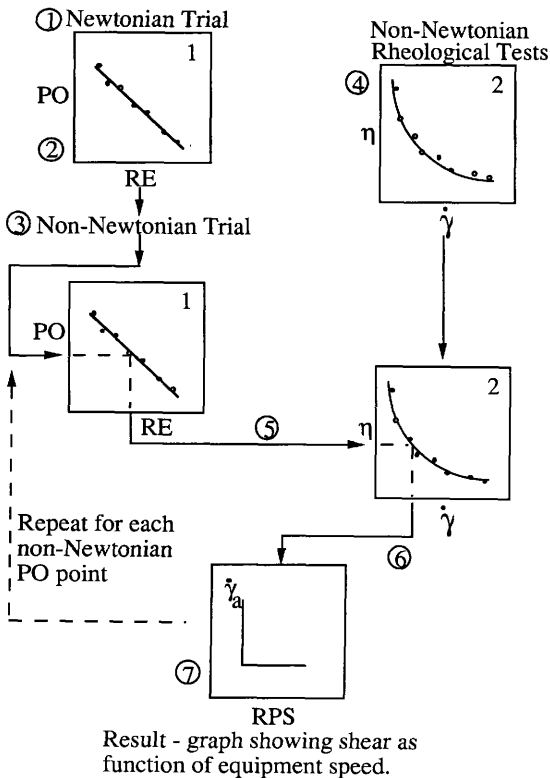 ① Newtonian Trial
1
PO
②
RE
Non-Newtonian
Rheological Tests
④
2
η
γ̇
③ Non-Newtonian Trial
1
PO
RE
⑤
2
η
γ̇
⑥
Repeat for each
non-Newtonian
PO point
γ̇a
⑦
RPS
Result - graph showing shear as
function of equipment speed.